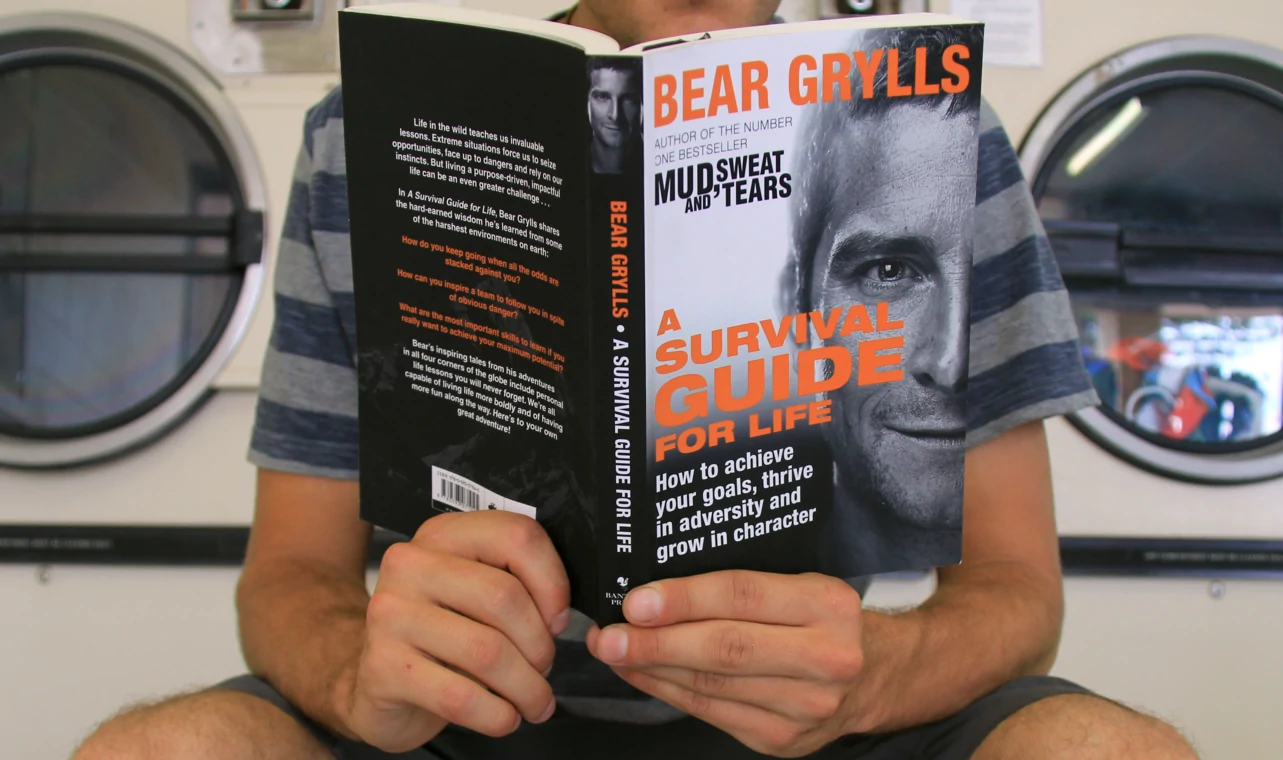 Life in the wild teaches us invaluable
lessons. Extreme situations force us to seize
opportunities, face up to dangers and rely on our
instincts. But living a purpose-driven, impactful
life can be an even greater challenge . . .
In A Survival Guide for Life, Bear Grylls shares
the hard-earned wisdom he's learned from some
of the harshest environments on earth:
How do you keep going when all the odds are
stacked against you?
How can you inspire a team to follow you in spite
of obvious danger?
What are the most important skills to learn if you
really want to achieve your maximum potential?
Bear's inspiring tales from his adventures
in all four corners of the globe include personal
life lessons you will never forget. We're all
capable of living life more boldly and of having
more fun along the way. Here's to your own
great adventure!
BEAR GRYLLS • A SURVIVAL GUIDE FOR LIFE
BEAR GRYLLS
AUTHOR OF THE NUMBER
ONE BESTSELLER
MUD, SWEAT
AND TEARS
A
SURVIVAL
GUIDE
FOR LIFE
How to achieve
your goals, thrive
in adversity and
grow in character